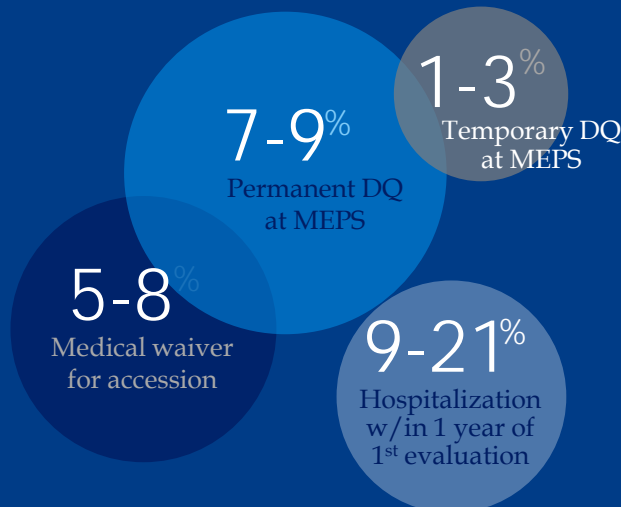 1-3%
Temporary DQ
at MEPS
7-9%
Permanent DQ
at MEPS
5-8%
Medical waiver
for accession
9-21%
Hospitalization
w/in 1 year of
1st evaluation